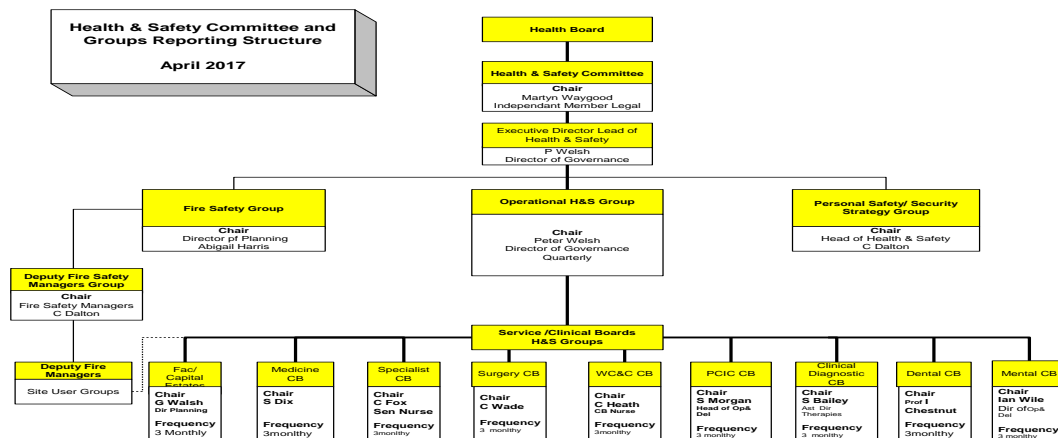 Health & Safety Committee and
Groups Reporting Structure
April 2017
Health Board
Health & Safety Committee
Chair
Martyn Waygood
Independant Member Legal
Executive Director Lead of
Health & Safety
P Welsh
Director of Governance
Fire Safety Group
Chair
Director pf Planning
Abigail Harris
Operational H&S Group
Chair
Peter Welsh
Director of Governance
Quarterly
Personal Safety/ Security
Strategy Group
Chair
Head of Health & Safety
C Dalton
Deputy Fire Safety
Managers Group
Chair
Fire Safety Managers
C Dalton
Deputy Fire
Managers
Site User Groups
Service /Clinical Boards
H&S Groups
Fac/
Capital
Estates
Chair
G Walsh
Dir Planning
Frequency
3 Monthly
Medicine
CB
Chair
S Dix
Frequency
3monlthy
Specialist
CB
Chair
C Fox
Sen Nurse
Frequency
3monlthy
Surgery CB
Chair
C Wade
Frequency
3 monlthy
WC&C CB
Chair
C Heath
CB Nurse
Frequency
3monlthy
PCIC CB
Chair
S Morgan
Head of Op&
Del
Frequency
3 monlthy
Clinical
Diagnostic
CB
Chair
S Bailey
Ast Dir
Therapies
Frequency
3 monlthy
Dental CB
Chair
Prof I
Chestnut
Frequency
3monlthy
Mental CB
Chair
Ian Wile
Dir ofOp&
Del
Frequency
3 monlthy